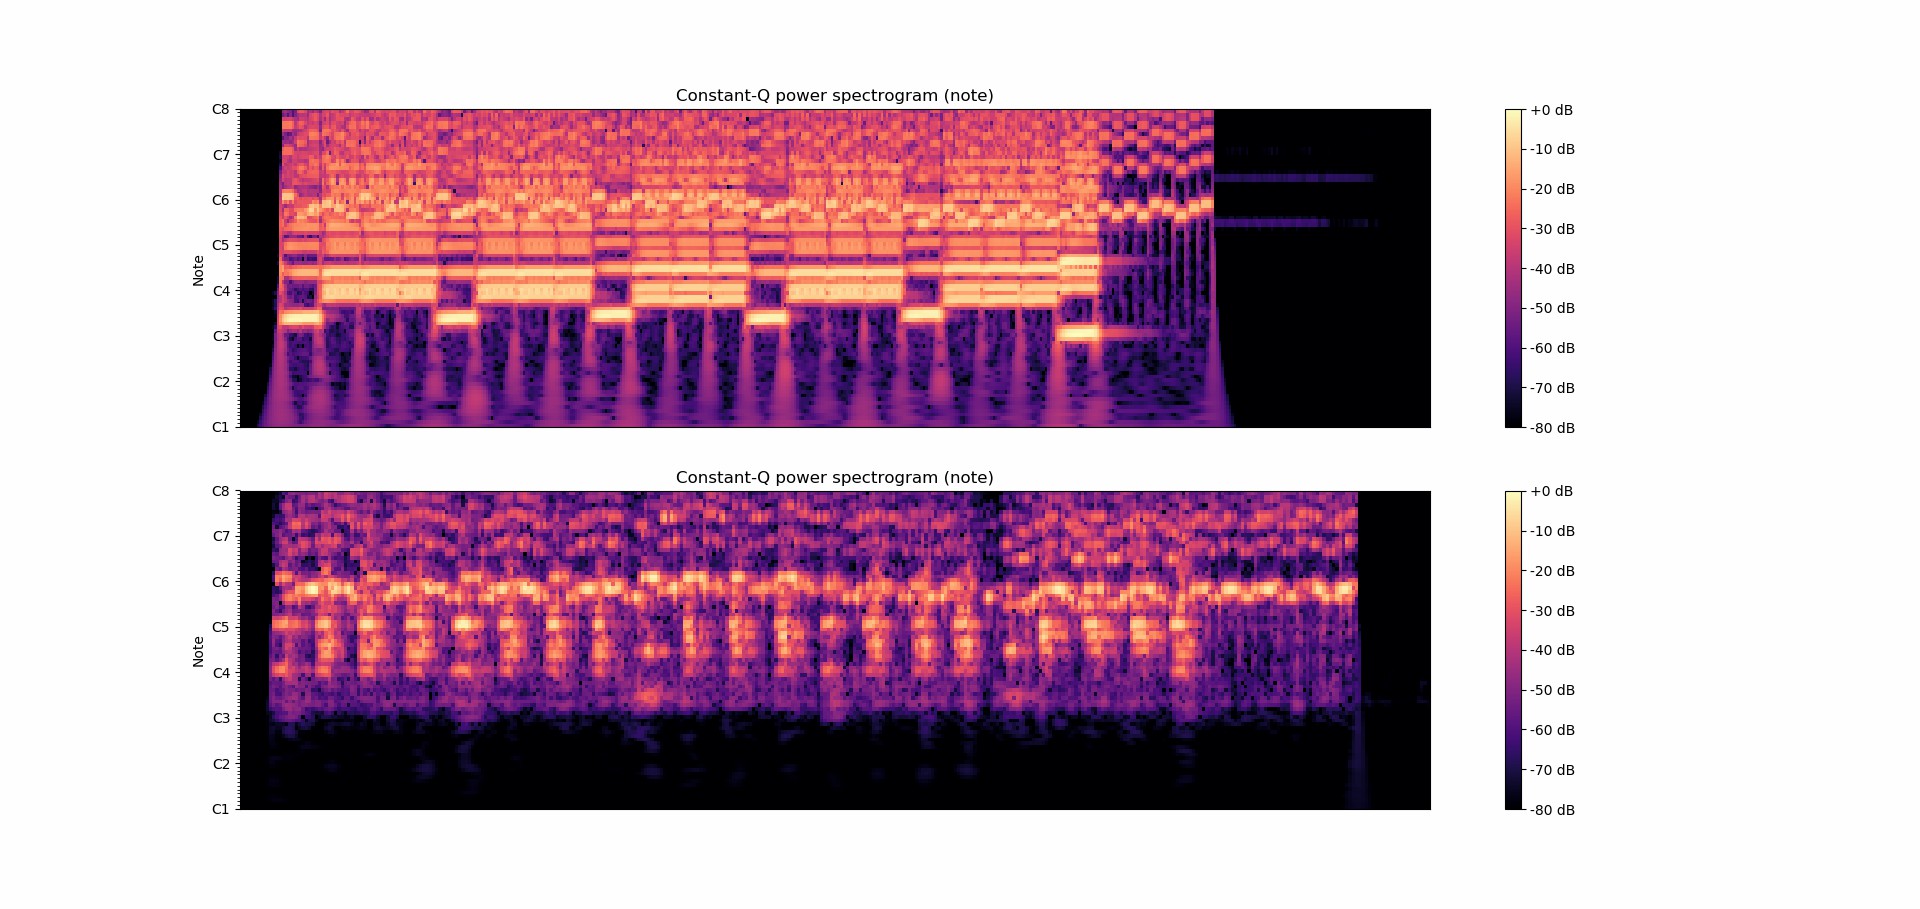 Constant-Q power spectrogram (note)
C8
C7
C6
C5
C4
C3
C2
C1
Note
+0 dB
-10 dB
-20 dB
-30 dB
-40 dB
-50 dB
-60 dB
-70 dB
-80 dB
Constant-Q power spectrogram (note)
C8
C7
C6
C5
C4
C3
C2
C1
Note
+0 dB
-10 dB
-20 dB
-30 dB
-40 dB
-50 dB
-60 dB
-70 dB
-80 dB